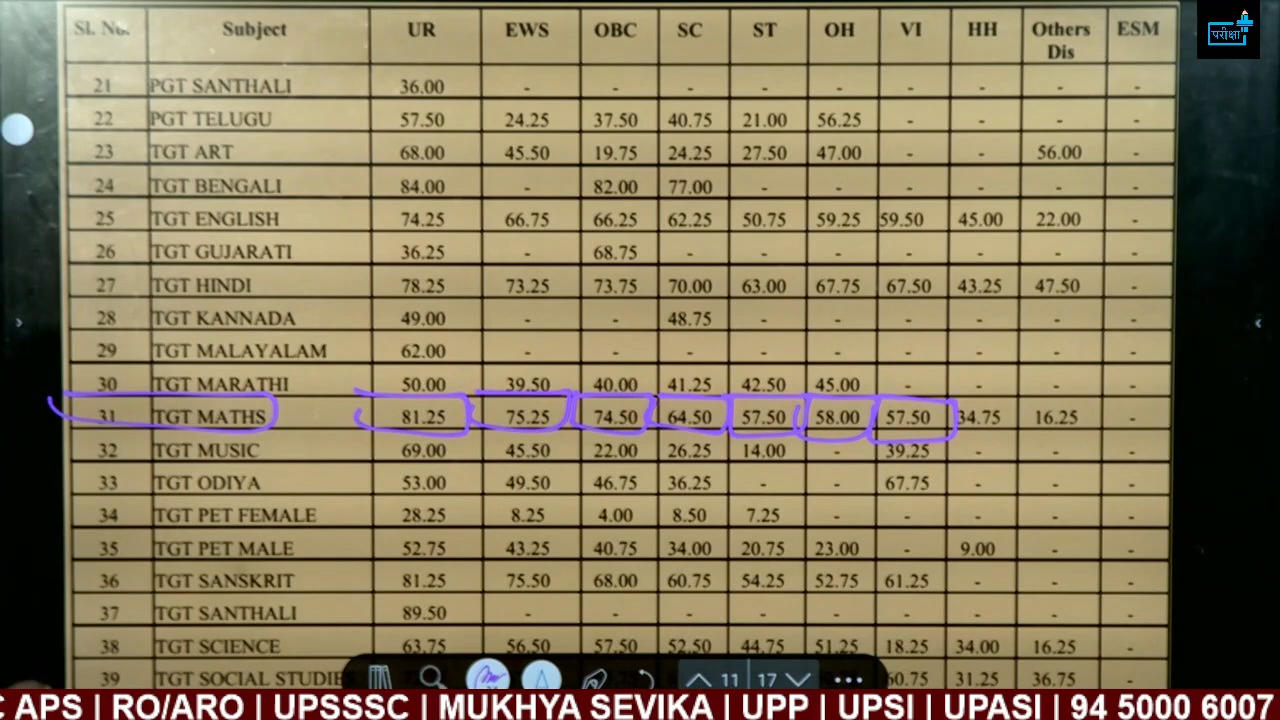 Sl. No. Subject UR EWS OBC SC ST OH VI HH Others Dis ESM
21 PGT SANTHALI 36.00 - - - - - - - - -
22 PGT TELUGU 57.50 24.25 37.50 40.75 21.00 56.25 - - - -
23 TGT ART 68.00 45.50 19.75 24.25 27.50 47.00 - - 56.00 -
24 TGT BENGALI 84.00 - 82.00 77.00 - - - - - -
25 TGT ENGLISH 74.25 66.75 66.25 62.25 50.75 59.25 59.50 45.00 22.00 -
26 TGT GUJARATI 36.25 - 68.75 - - - - - - -
27 TGT HINDI 78.25 73.25 73.75 70.00 63.00 67.75 67.50 43.25 47.50 -
28 TGT KANNADA 49.00 - - 48.75 - - - - - -
29 TGT MALAYALAM 62.00 - - - - - - - - -
30 TGT MARATHI 50.00 39.50 40.00 41.25 42.50 45.00 - - - -
31 TGT MATHS 81.25 75.25 74.50 64.50 57.50 58.00 57.50 34.75 16.25 -
32 TGT MUSIC 69.00 45.50 22.00 26.25 14.00 - 39.25 - - -
33 TGT ODIYA 53.00 49.50 46.75 36.25 - - 67.75 - - -
34 TGT PET FEMALE 28.25 8.25 4.00 8.50 7.25 - - - - -
35 TGT PET MALE 52.75 43.25 40.75 34.00 20.75 23.00 - 9.00 - -
36 TGT SANSKRIT 81.25 75.50 68.00 60.75 54.25 52.75 61.25 - - -
37 TGT SANTHALI 89.50 - - - - - - - - -
38 TGT SCIENCE 63.75 56.50 57.50 52.50 44.75 51.25 18.25 34.00 16.25 -
39 TGT SOCIAL STUDIES 31.25 36.75 -
11 17
परीक्षा
C APS | RO/ARO | UPSSSC | MUKHYA SEVIKA | UPP | UPSI | UPASI | 94 5000 6007